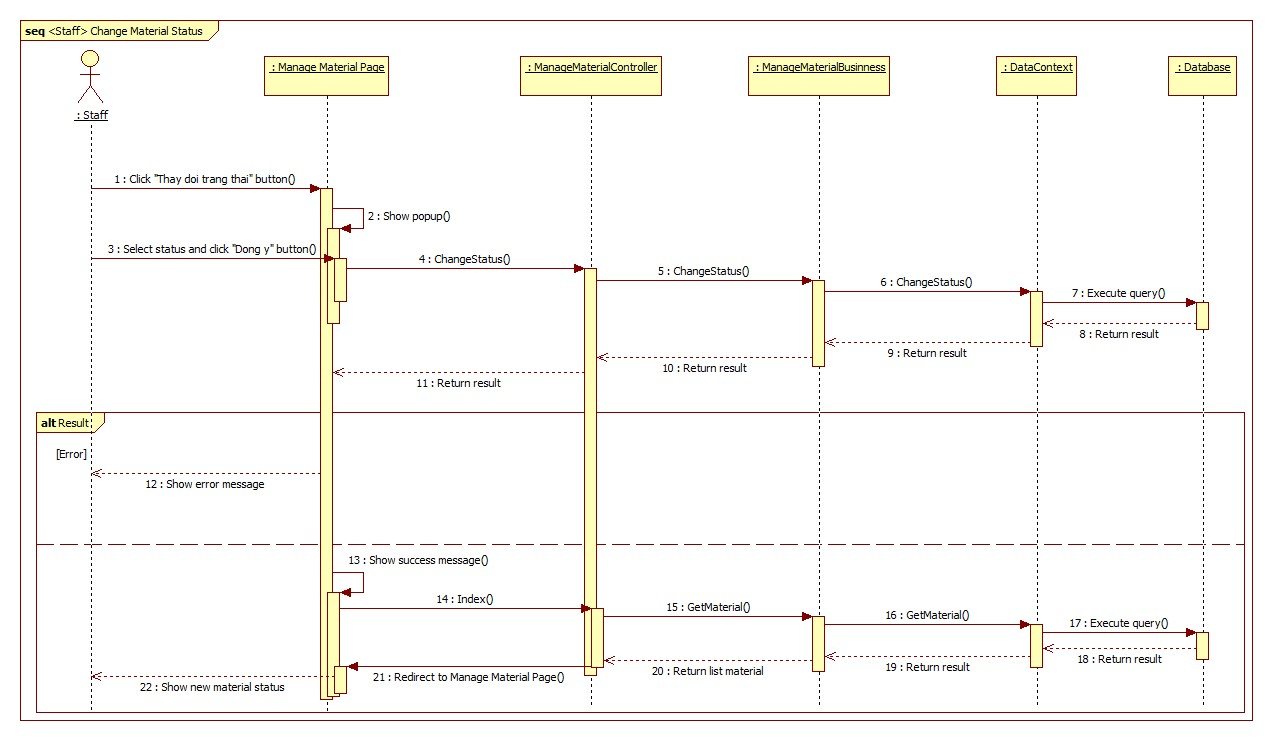 seq <Staff> Change Material Status
: Staff
: Manage Material Page
: ManageMaterialController
: ManageMaterialBusinness
: DataContext
: Database
1 : Click "Thay doi trang thai" button()
2 : Show popup()
3 : Select status and click "Dong y" button()
4 : ChangeStatus()
5 : ChangeStatus()
6 : ChangeStatus()
7 : Execute query()
8 : Return result
9 : Return result
10 : Return result
11 : Return result
alt Result
[Error]
12 : Show error message
13 : Show success message()
14 : Index()
15 : GetMaterial()
16 : GetMaterial()
17 : Execute query()
18 : Return result
19 : Return result
20 : Return list material
21 : Redirect to Manage Material Page()
22 : Show new material status